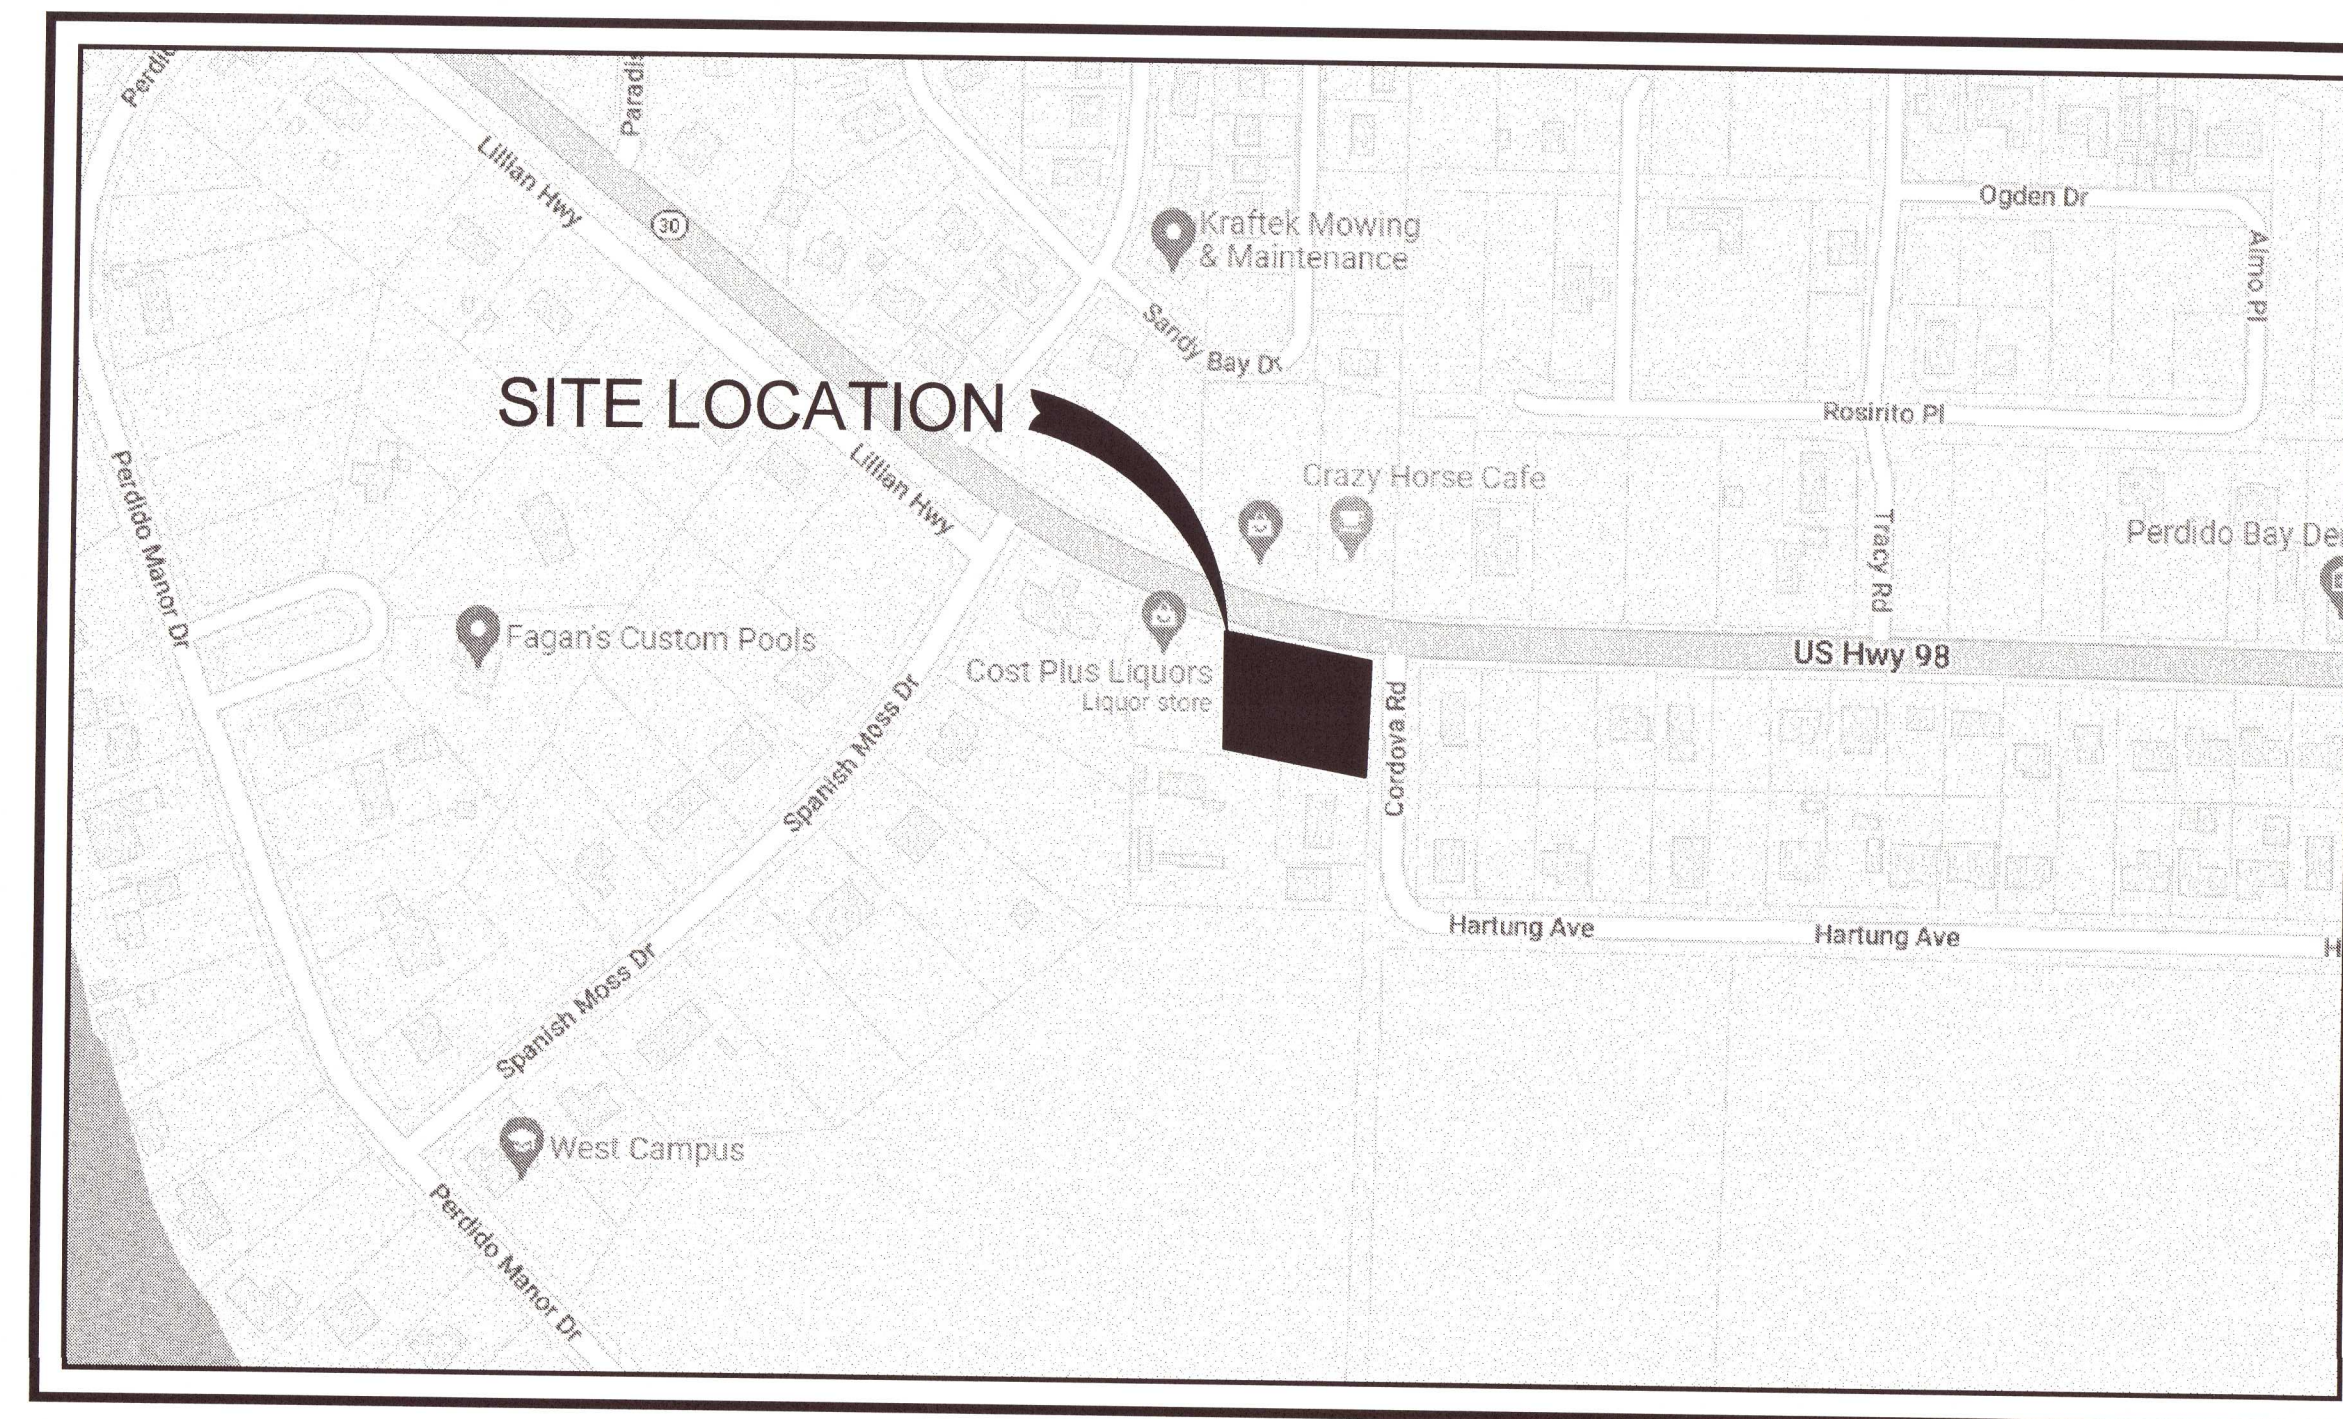 Perdi
Paradis
Lillian Hwy
30
Kraftek Mowing
& Maintenance
Ogden Dr
Almo Pl
Sandy Bay Dr
SITE LOCATION
Rosirito Pl
Lillian Hwy
Crazy Horse Cafe
Perdido Manor Dr
Tracy Rd
Perdido Bay De
Fagan's Custom Pools
US Hwy 98
Cost Plus Liquors
Liquor store
Cordova Rd
Spanish Moss Dr
Hartung Ave
Hartung Ave
H
Spanish Moss Dr
West Campus
Perdido Manor Dr